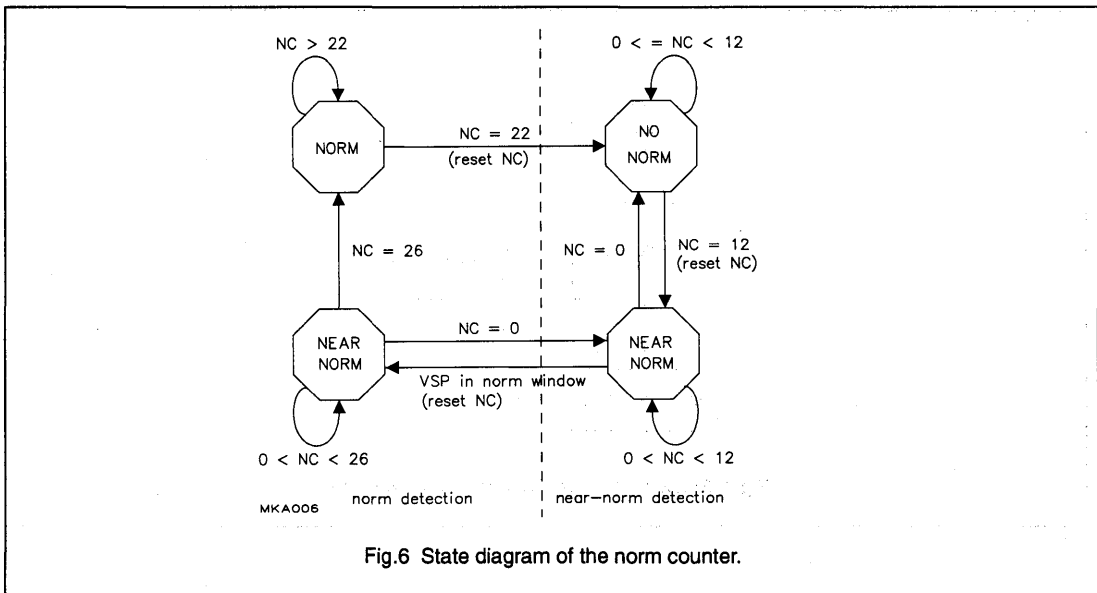 NC > 22
0 < = NC < 12
NORM
NC = 22
(reset NC)
NO
NORM
NC = 26
NC = 0
NC = 12
(reset NC)
NEAR
NORM
NC = 0
VSP in norm window
(reset NC)
NEAR
NORM
0 < NC < 26
0 < NC < 12
MKA006
norm detection
near-norm detection
Fig.6 State diagram of the norm counter.